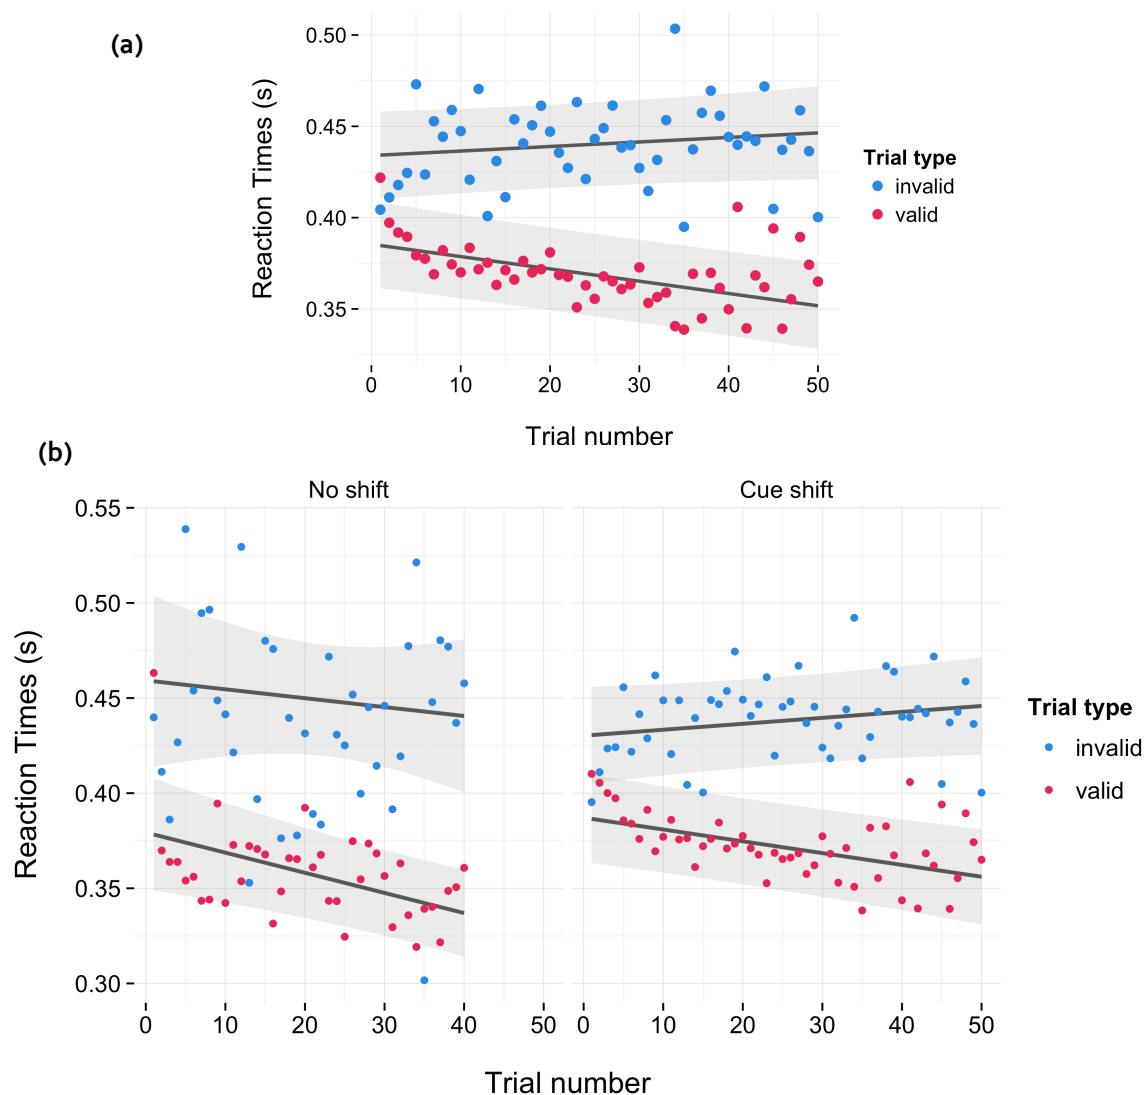 (a)
Reaction Times (s)
0.50
0.45
0.40
0.35
0 10 20 30 40 50
Trial number
Trial type
invalid
valid
(b)
No shift
Cue shift
Reaction Times (s)
0.55
0.50
0.45
0.40
0.35
0.30
0 10 20 30 40 50
0 10 20 30 40 50
Trial number
Trial type
invalid
valid